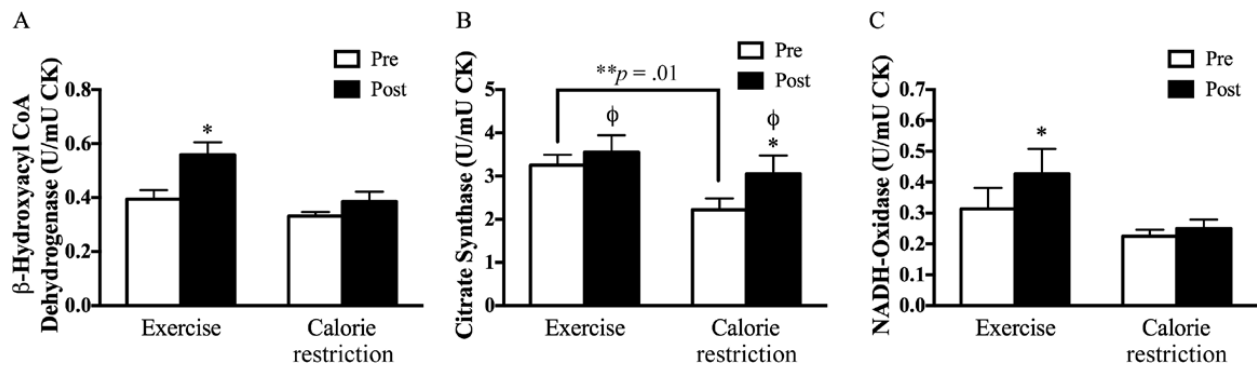 A
β-Hydroxyacyl CoA
Dehydrogenase (U/mU CK)
0.8
0.6
0.4
0.2
0.0
Pre
Post
*
Exercise
Calorie
restriction
B
Citrate Synthase (U/mU CK)
5
4
3
2
1
0
**p = .01
Pre
Post
ϕ
ϕ
*
Exercise
Calorie
restriction
C
NADH-Oxidase (U/mU CK)
0.7
0.6
0.5
0.4
0.3
0.2
0.1
0.0
Pre
Post
*
Exercise
Calorie
restriction